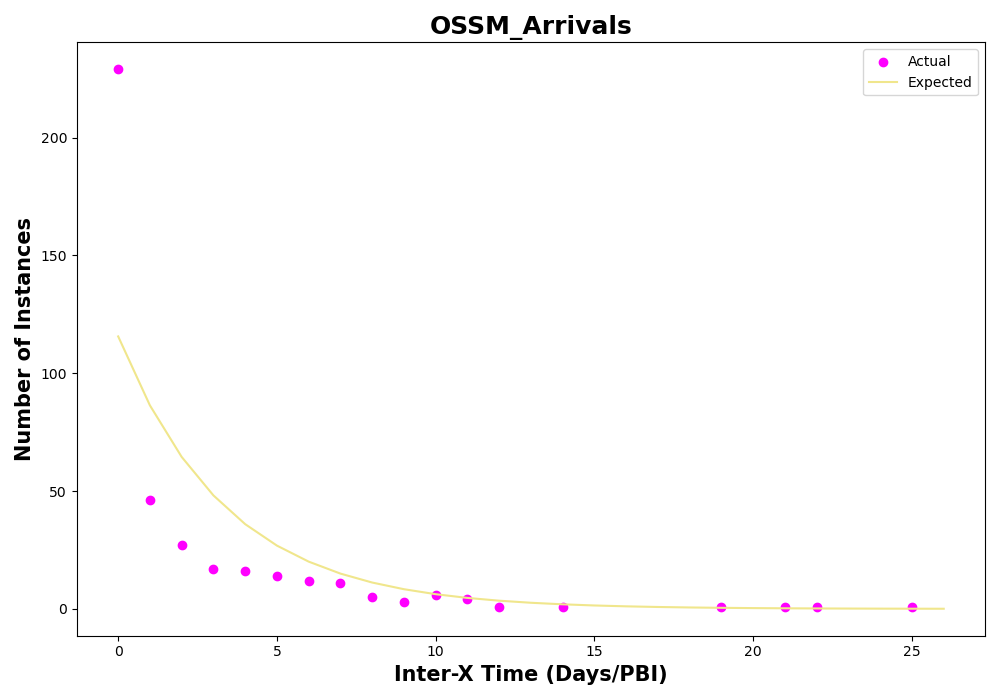 OSSM_Arrivals
Actual
Expected
Number of Instances
200
150
100
50
0
0 5 10 15 20 25
Inter-X Time (Days/PBI)